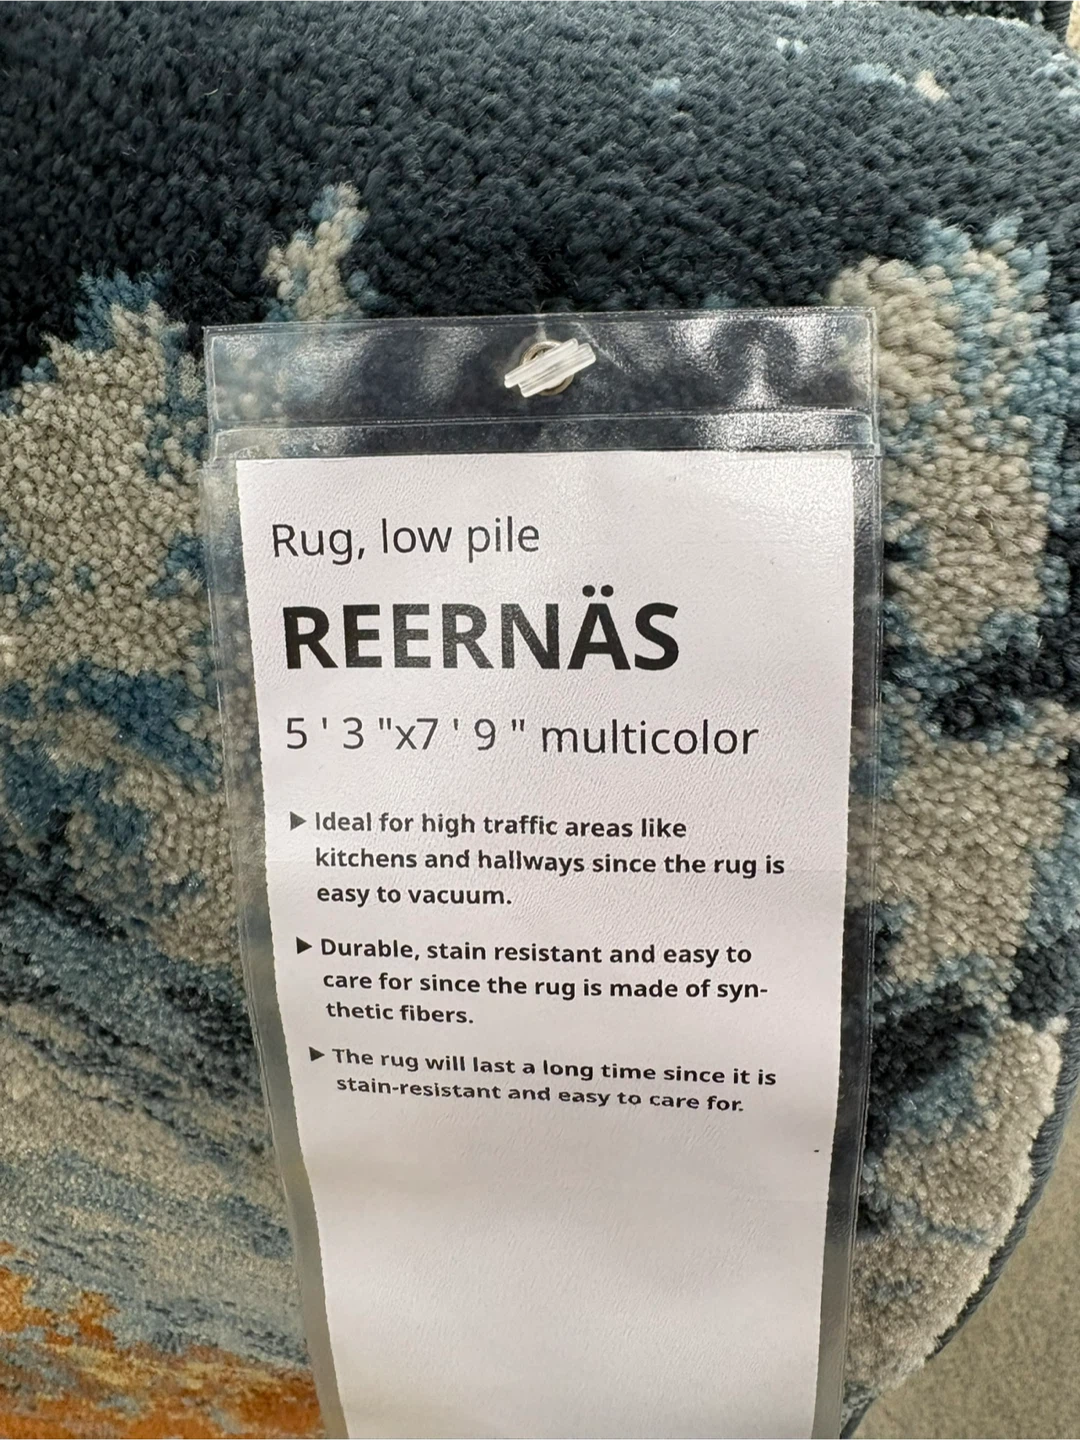 Rug, low pile
REERNÄS
5 ' 3 "x7 ' 9 " multicolor
▶ Ideal for high traffic areas like
kitchens and hallways since the rug is
easy to vacuum.
▶ Durable, stain resistant and easy to
care for since the rug is made of syn-
thetic fibers.
▶ The rug will last a long time since it is
stain-resistant and easy to care for.